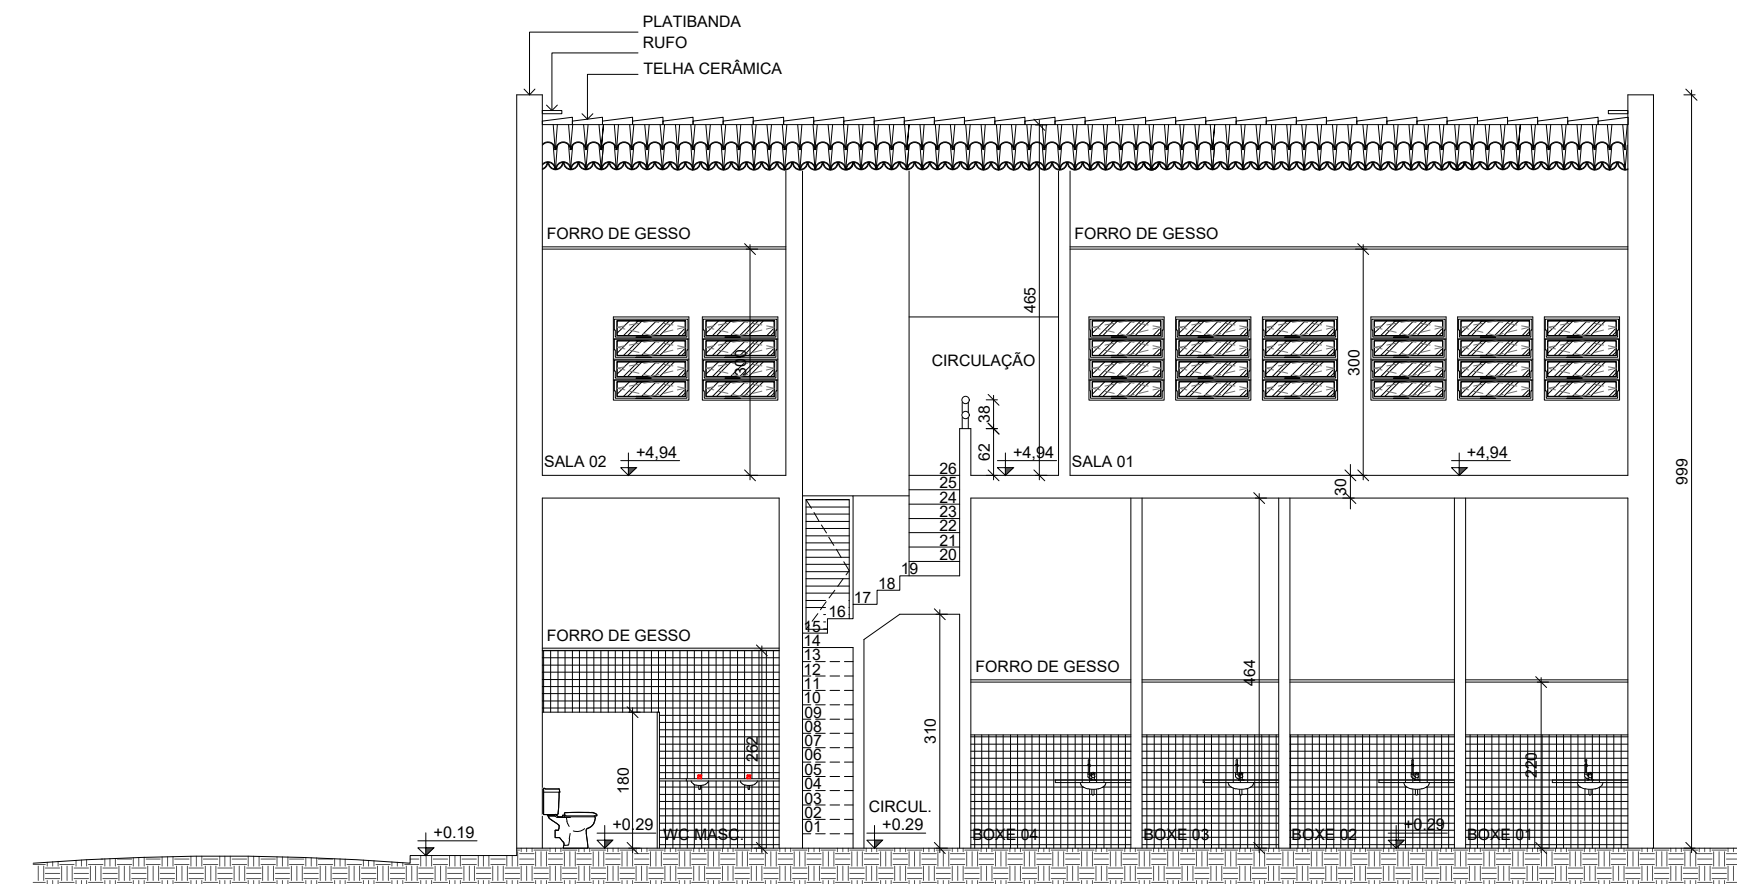 PLATIBANDA
RUFO
TELHA CERÂMICA
FORRO DE GESSO
FORRO DE GESSO
465
CIRCULAÇÃO
300
300
38
62
SALA 02
+4,94
+4,94
SALA 01
+4,94
999
30
26
25
24
23
22
21
20
19
18
17
16
15
14
13
12
11
10
09
08
07
06
05
04
03
02
01
FORRO DE GESSO
FORRO DE GESSO
464
310
262
180
220
CIRCUL.
+0.19
+0.29
WC MASC.
+0.29
BOXE 04
BOXE 03
BOXE 02
+0.29
BOXE 01